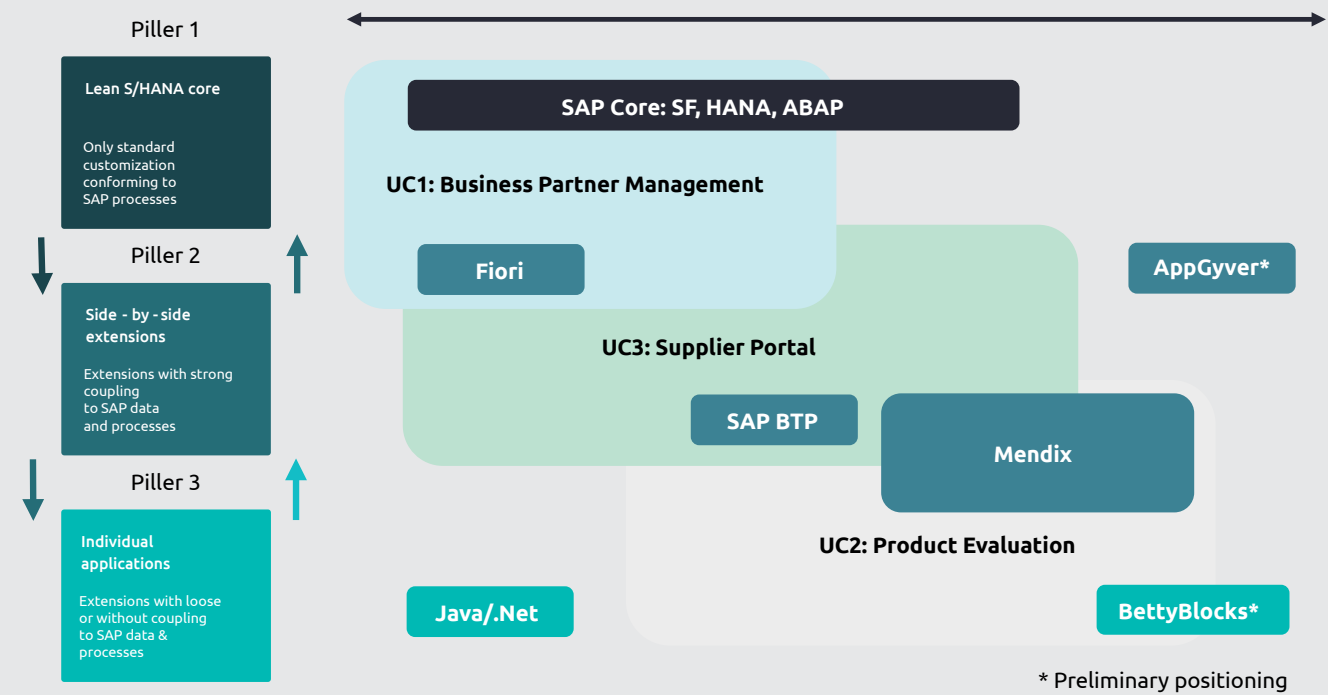 Piller 1
Lean S/HANA core
Only standard
customization
conforming to
SAP processes
Piller 2
Side - by - side
extensions
Extensions with strong
coupling
to SAP data
and processes
Piller 3
Individual
applications
Extensions with loose
or without coupling
to SAP data &
processes
SAP Core: SF, HANA, ABAP
UC1: Business Partner Management
Fiori
AppGyver*
UC3: Supplier Portal
SAP BTP
Mendix
UC2: Product Evaluation
Java/.Net
BettyBlocks*
* Preliminary positioning